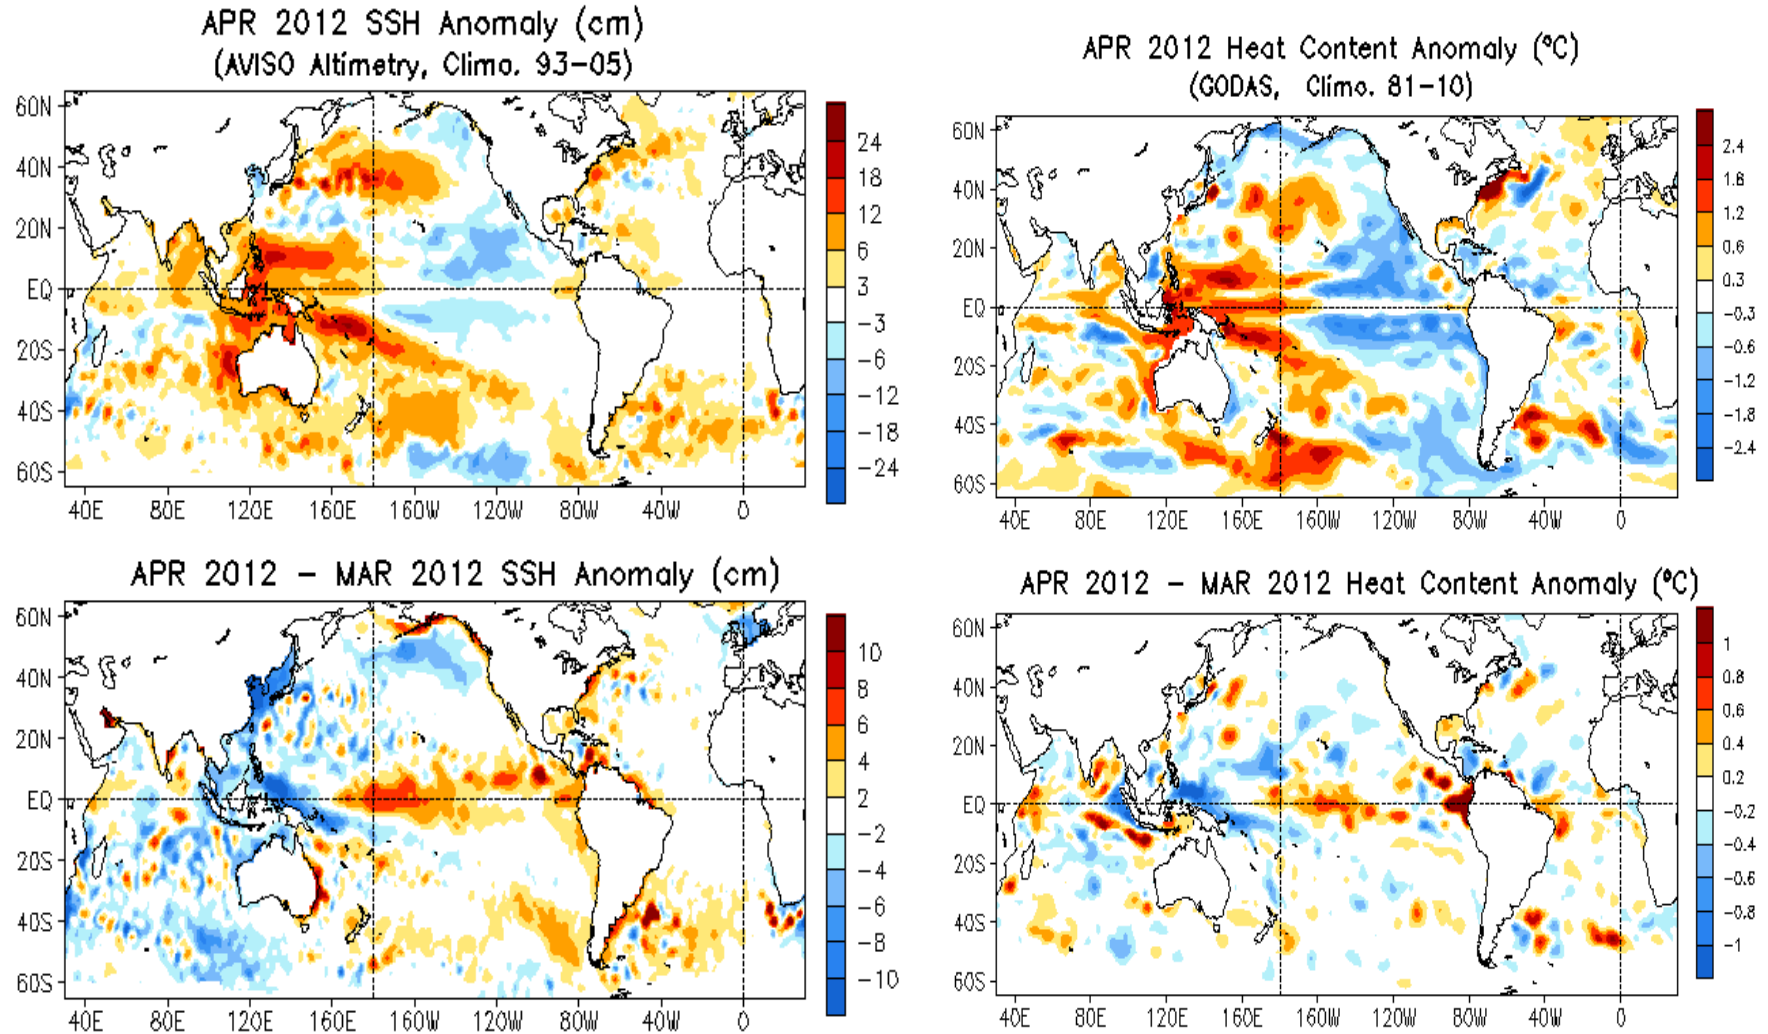 APR 2012 SSH Anomaly (cm)
(AVISO Altimetry, Climo. 93-05)
60N
40N
20N
EQ
20S
40S
60S
40E 80E 120E 160E 160W 120W 80W 40W 0
24
18
12
6
3
-3
-6
-12
-18
-24
APR 2012 Heat Content Anomaly (°C)
(GODAS, Climo. 81-10)
60N
40N
20N
EQ
20S
40S
60S
40E 80E 120E 160E 160W 120W 80W 40W 0
2.4
1.8
1.2
0.6
0.3
-0.3
-0.6
-1.2
-1.8
-2.4
APR 2012 - MAR 2012 SSH Anomaly (cm)
60N
40N
20N
EQ
20S
40S
60S
40E 80E 120E 160E 160W 120W 80W 40W 0
10
8
6
4
2
-2
-4
-6
-8
-10
APR 2012 - MAR 2012 Heat Content Anomaly (°C)
60N
40N
20N
EQ
20S
40S
60S
40E 80E 120E 160E 160W 120W 80W 40W 0
1
0.8
0.6
0.4
0.2
-0.2
-0.4
-0.6
-0.8
-1